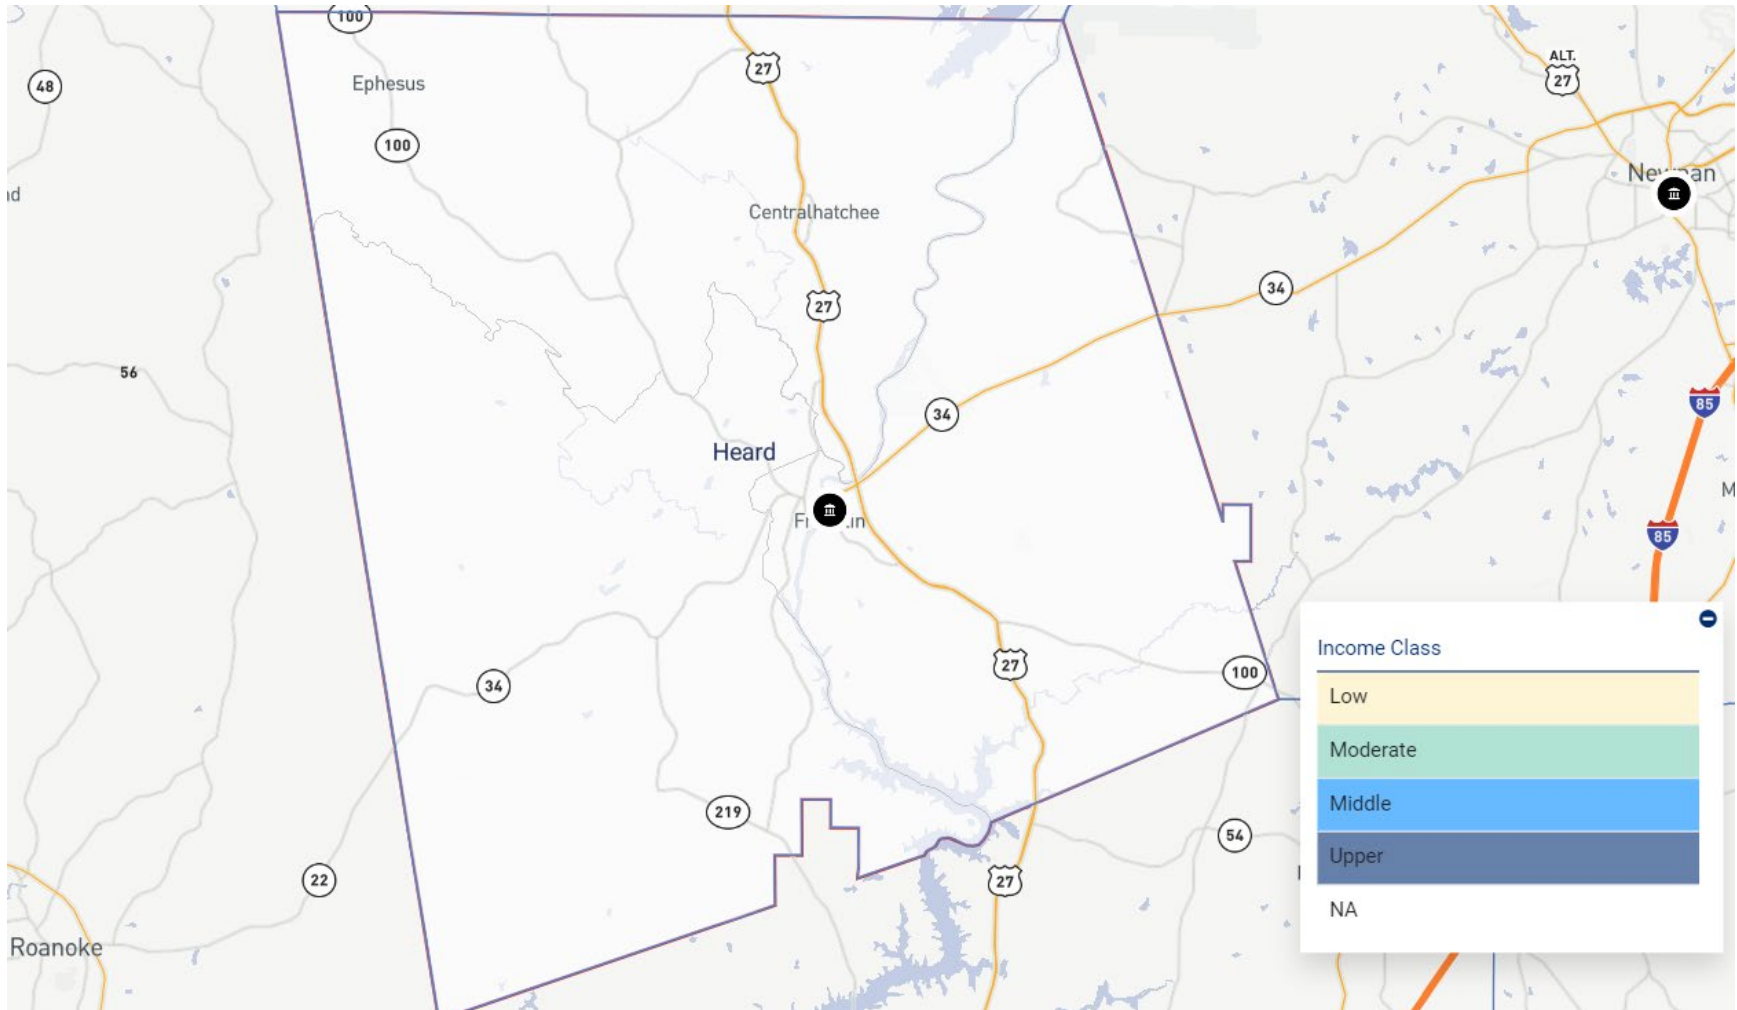 100
27
ALT.
27
48
Ephesus
100
Newnan
Centralhatchee
27
34
56
85
34
Heard
85
27
100
34
Income Class
Low
Moderate
Middle
Upper
NA
219
54
22
27
Roanoke